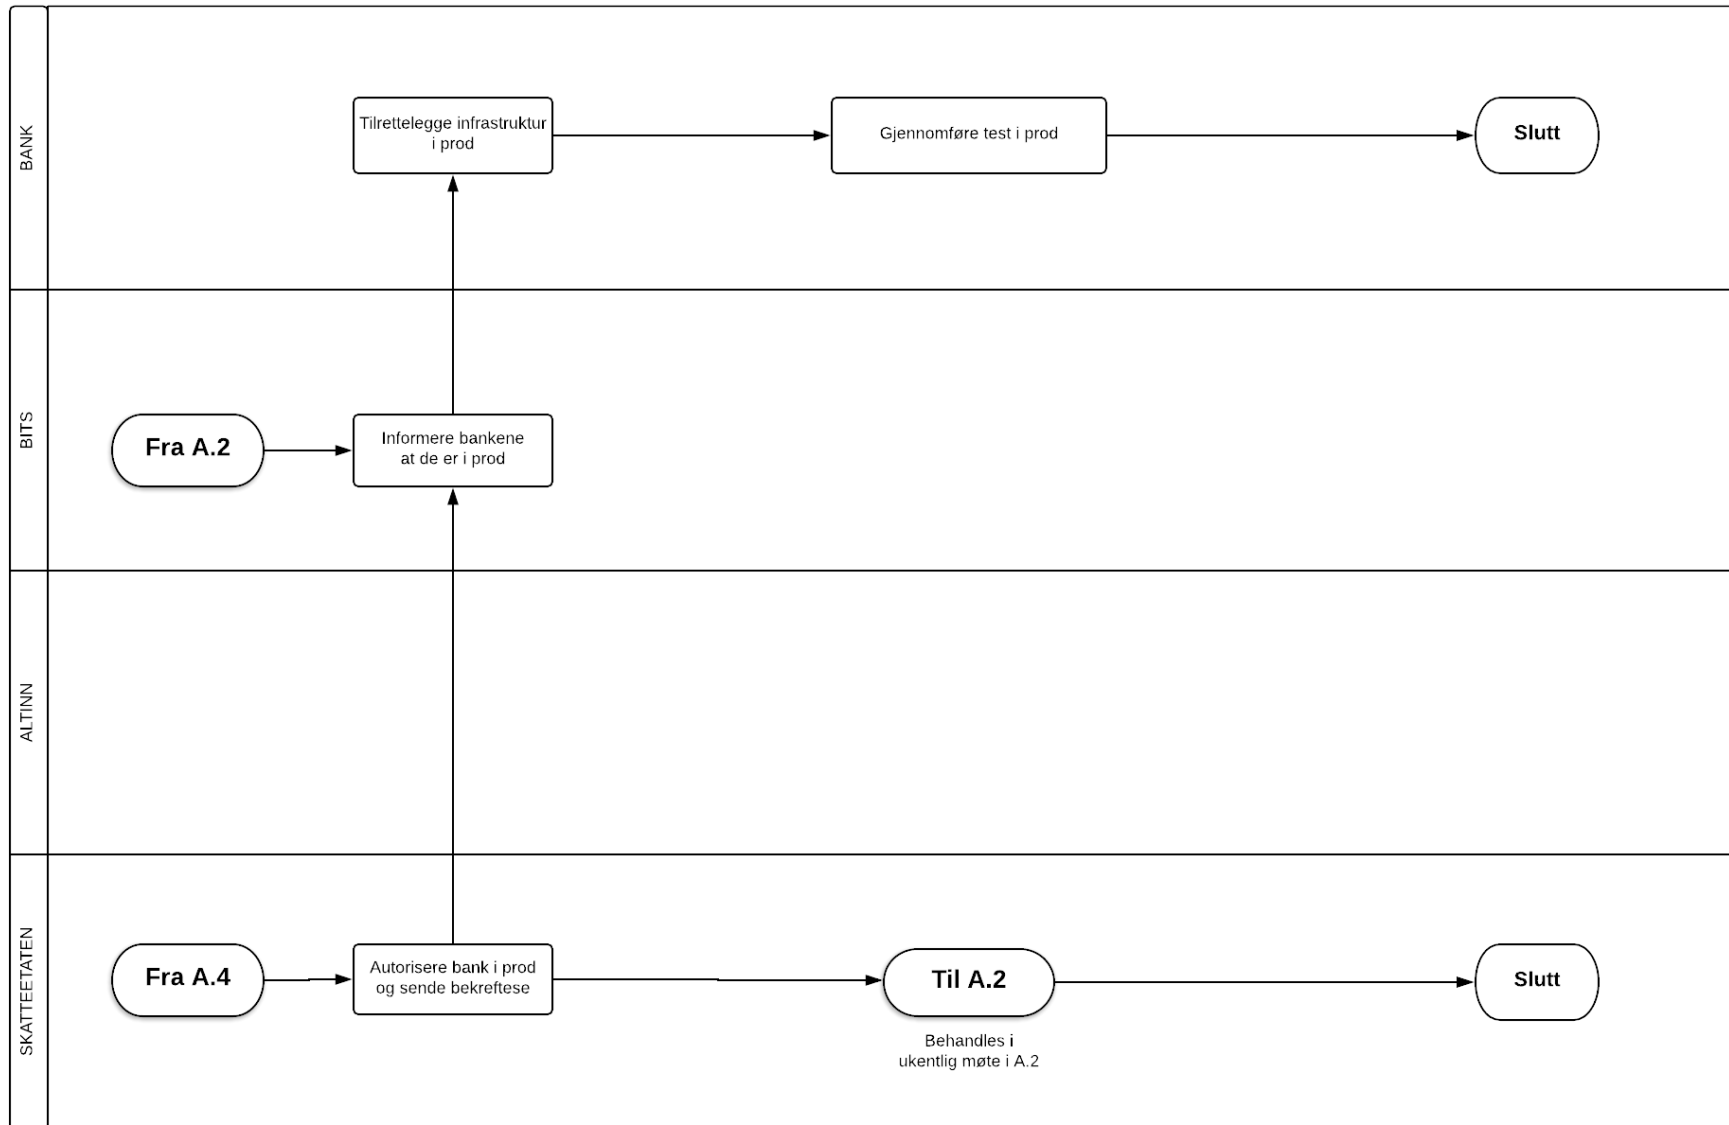 BANK
Tilrettelegge infrastruktur
i prod
Gjennomføre test i prod
Slutt
BITS
Fra A.2
Informere bankene
at de er i prod
ALTINN
SKATTEETATEN
Fra A.4
Autorisere bank i prod
og sende bekreftese
Til A.2
Behandles i
ukentlig møte i A.2
Slutt